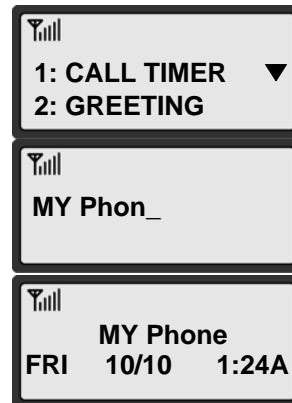 1: CALL TIMER
2: GREETING
MY Phon_
MY Phone
FRI 10/10 1:24A